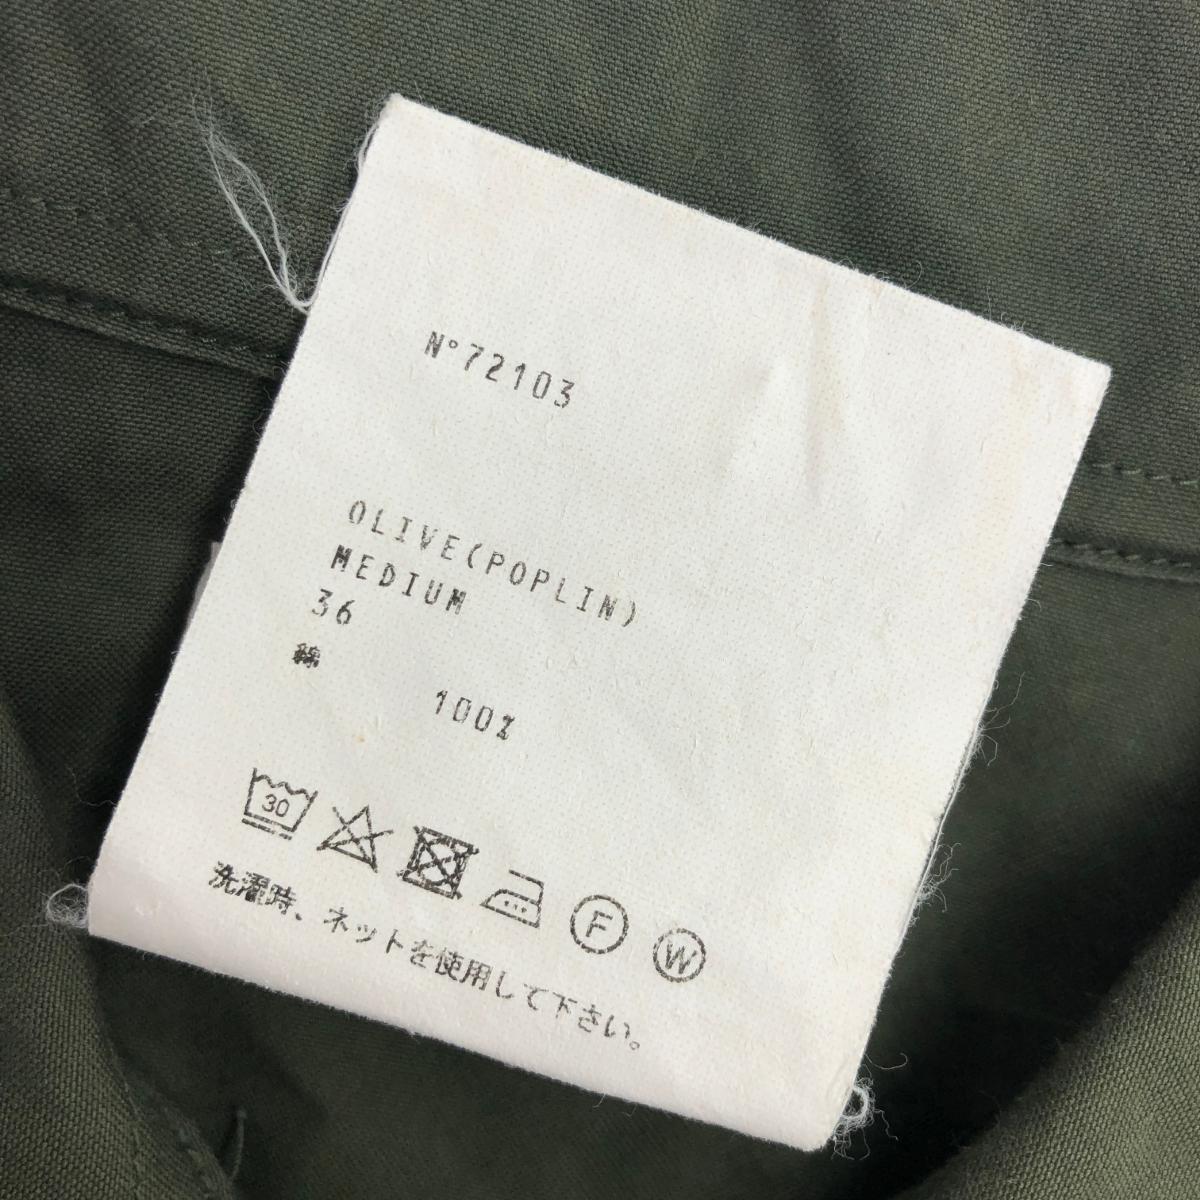 N°72103
OLIVE(POPLIN)
MEDIUM
36
綿
100%
30
F
W
洗濯時、ネットを使用して下さい。